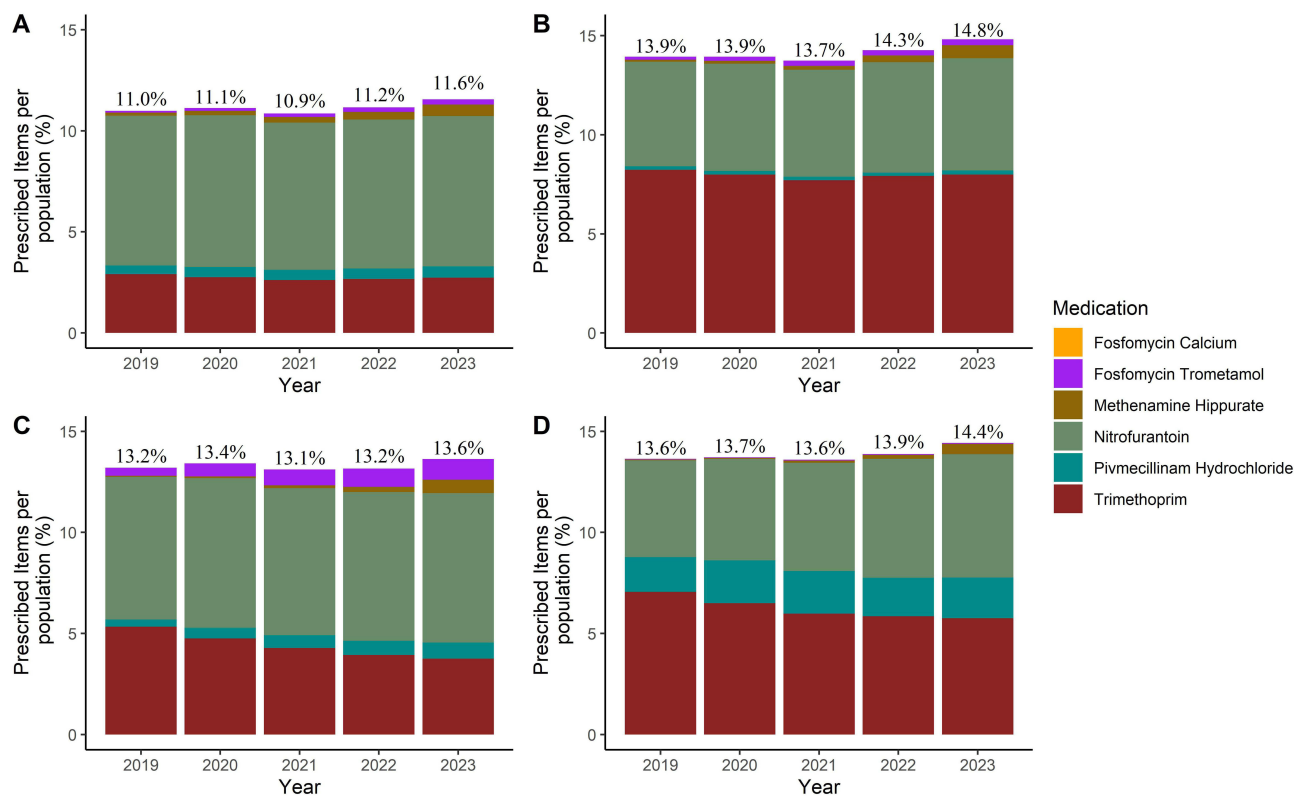 A
Prescribed Items per
population (%)
15
10
5
0
11.0%
11.1%
10.9%
11.2%
11.6%
2019
2020
2021
2022
2023
Year
B
Prescribed Items per
population (%)
15
10
5
0
13.9%
13.9%
13.7%
14.3%
14.8%
2019
2020
2021
2022
2023
Year
C
Prescribed Items per
population (%)
15
10
5
0
13.2%
13.4%
13.1%
13.2%
13.6%
2019
2020
2021
2022
2023
Year
D
Prescribed Items per
population (%)
15
10
5
0
13.6%
13.7%
13.6%
13.9%
14.4%
2019
2020
2021
2022
2023
Year
Medication
Fosfomycin Calcium
Fosfomycin Trometamol
Methenamine Hippurate
Nitrofurantoin
Pivmecillinam Hydrochloride
Trimethoprim